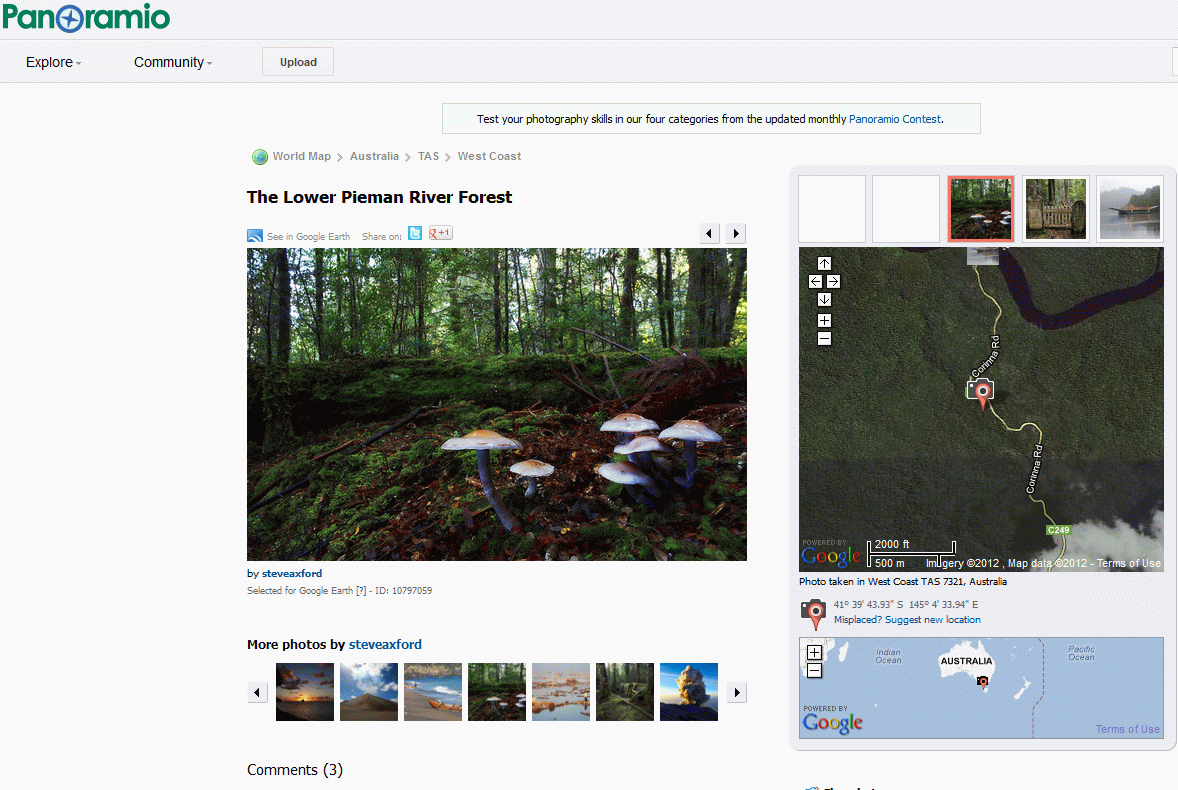 Panoramio
Explore
Community
Upload
Test your photography skills in our four categories from the updated monthly Panoramio Contest.
World Map > Australia > TAS > West Coast
The Lower Pieman River Forest
See in Google Earth Share on: +1
by steveaxford
Selected for Google Earth [?] - ID: 10797059
More photos by steveaxford
Comments (3)
Corinna Rd
Corinna Rd
C249
POWERED BY
Google
2000 ft
500 m
Imagery ©2012 , Map data ©2012 - Terms of Use
Photo taken in West Coast TAS 7321, Australia
41° 39' 43.93" S 145° 4' 33.94" E
Misplaced? Suggest new location
Indian
Ocean
AUSTRALIA
Pacific
Ocean
POWERED BY
Google
Terms of Use